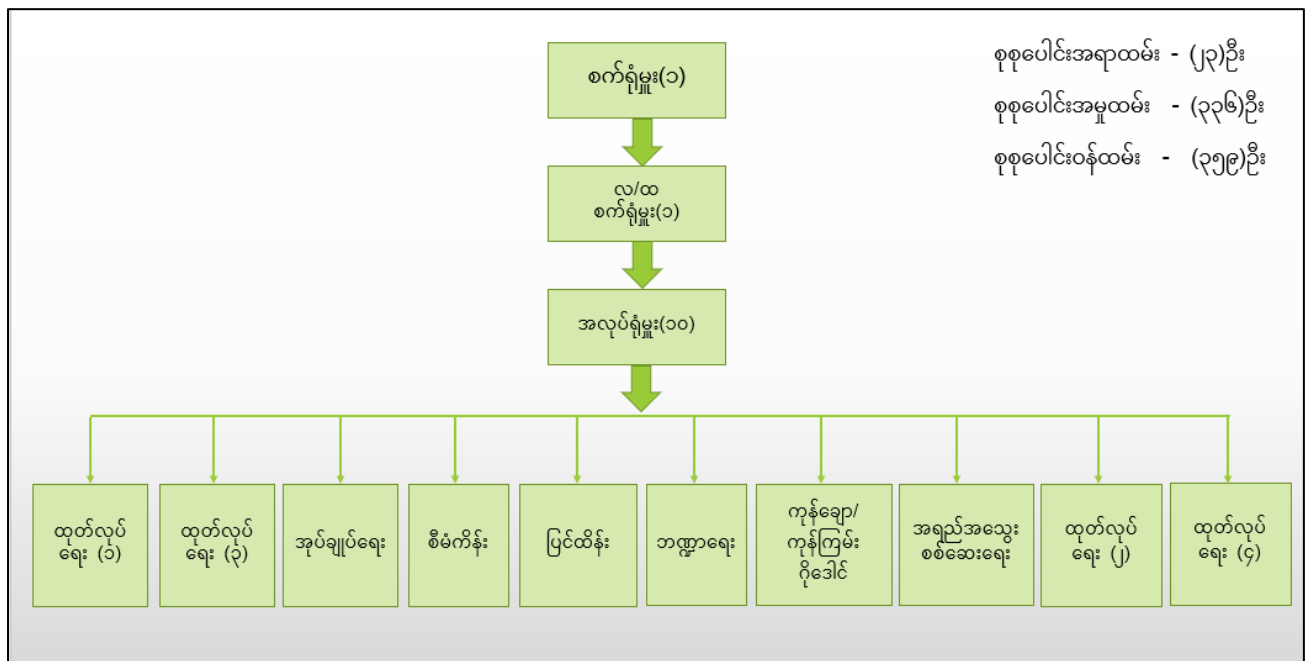 စက်ရုံမှူး(၁)
စုစုပေါင်းအရာထမ်း - (၂၃)ဦး
စုစုပေါင်းအမှုထမ်း - (၃၃၆)ဦး
စုစုပေါင်းဝန်ထမ်း - (၃၅၉)ဦး
လ/ထ
စက်ရုံမှူး(၁)
အလုပ်ရုံမှူး(၁၀)
ထုတ်လုပ်
ရေး (၁)
ထုတ်လုပ်
ရေး (၃)
အုပ်ချုပ်ရေး
စီမံကိန်း
ပြင်ထိန်း
ဘဏ္ဍာရေး
ကုန်ချော/
ကုန်ကြမ်း
ဂိုဒေါင်
အရည်အသွေး
စစ်ဆေးရေး
ထုတ်လုပ်
ရေး (၂)
ထုတ်လုပ်
ရေး (၄)